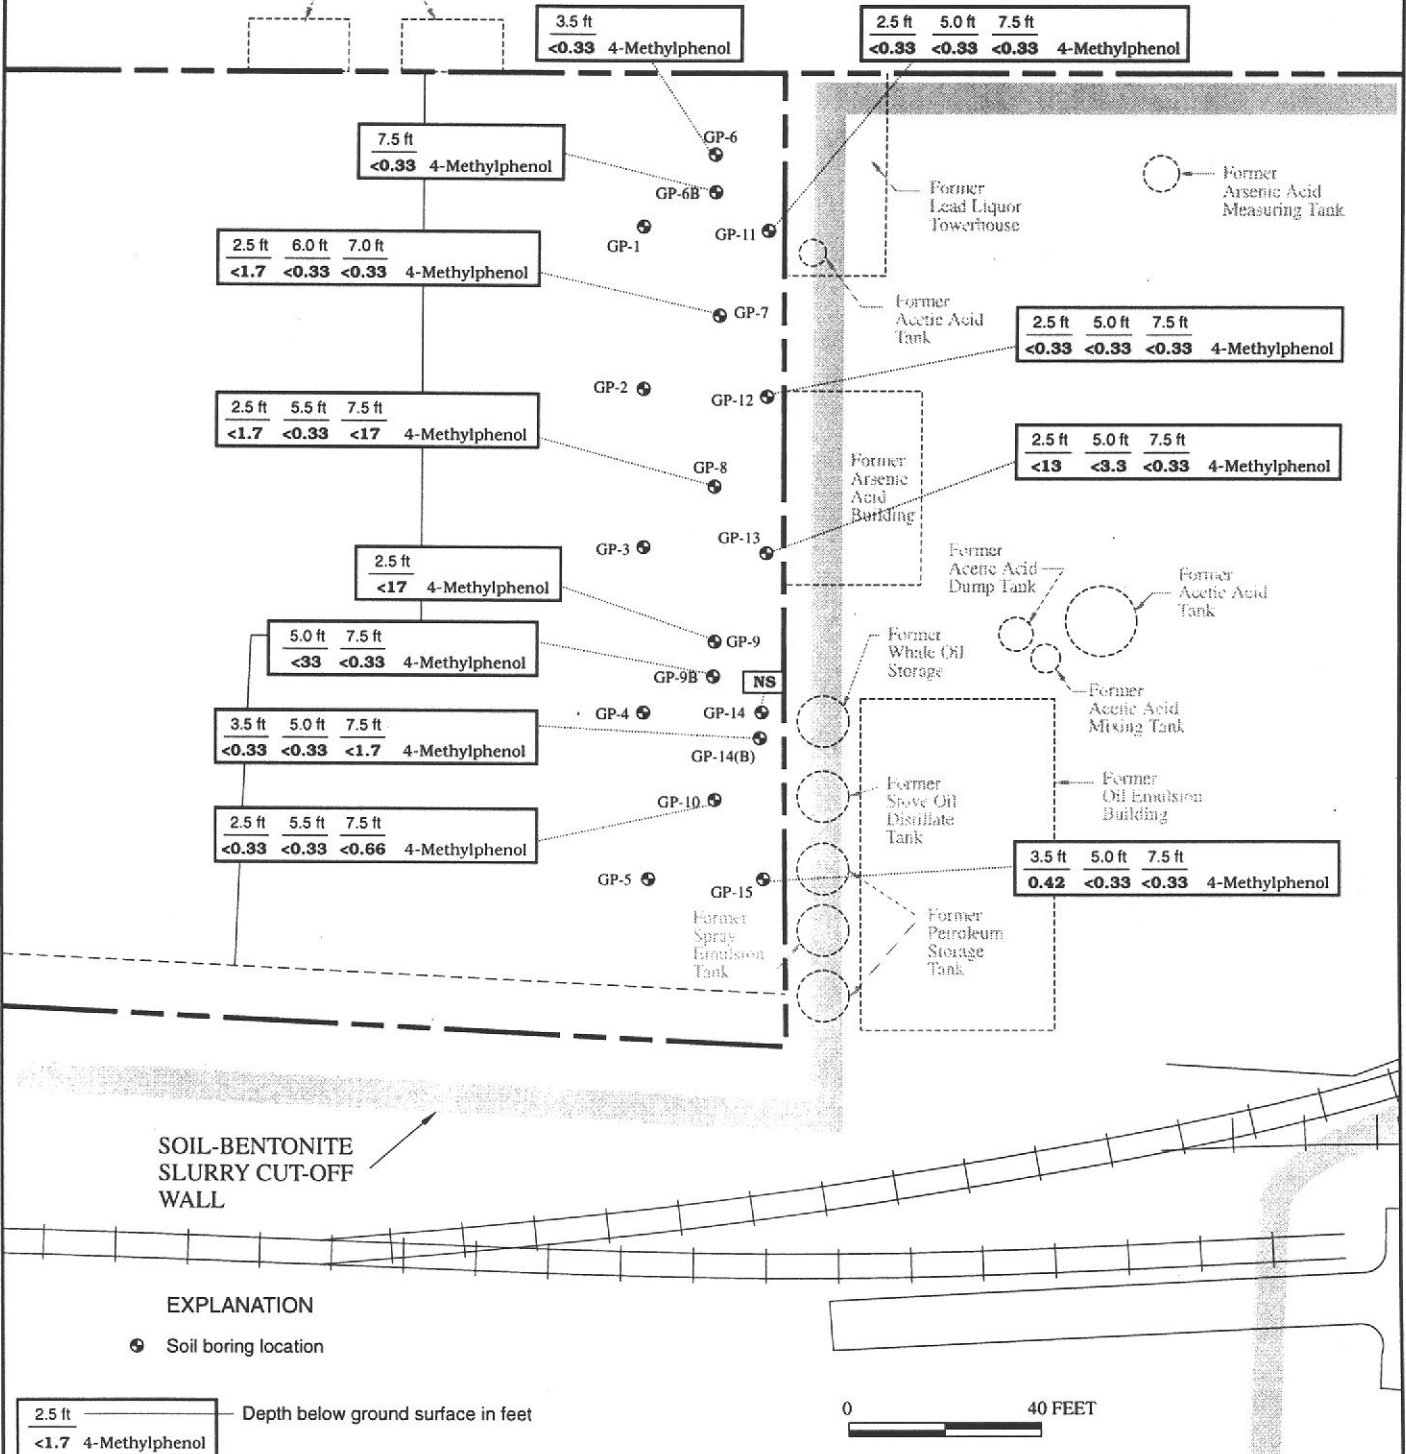 3.5 ft
<0.33 4-Methylphenol
2.5 ft 5.0 ft 7.5 ft
<0.33 <0.33 <0.33 4-Methylphenol
GP-6
7.5 ft
<0.33 4-Methylphenol
GP-6B
GP-1
GP-11
Former
Lead Liquor
Towerhouse
Former
Arsenic Acid
Measuring Tank
2.5 ft 6.0 ft 7.0 ft
<1.7 <0.33 <0.33 4-Methylphenol
GP-7
Former
Acetic Acid
Tank
2.5 ft 5.0 ft 7.5 ft
<0.33 <0.33 <0.33 4-Methylphenol
GP-2
GP-12
2.5 ft 5.5 ft 7.5 ft
<1.7 <0.33 <17 4-Methylphenol
GP-8
Former
Arsenic
Acid
Building
2.5 ft 5.0 ft 7.5 ft
<13 <3.3 <0.33 4-Methylphenol
GP-3
GP-13
2.5 ft
<17 4-Methylphenol
Former
Acetic Acid
Dump Tank
Former
Acetic Acid
Tank
GP-9
5.0 ft 7.5 ft
<33 <0.33 4-Methylphenol
GP-9B
NS
Former
Whale Oil
Storage
Former
Acetic Acid
Mixing Tank
GP-4
GP-14
3.5 ft 5.0 ft 7.5 ft
<0.33 <0.33 <1.7 4-Methylphenol
GP-14(B)
Former
Stove Oil
Distillate
Tank
Former
Oil Emulsion
Building
GP-10
2.5 ft 5.5 ft 7.5 ft
<0.33 <0.33 <0.66 4-Methylphenol
GP-5
GP-15
3.5 ft 5.0 ft 7.5 ft
0.42 <0.33 <0.33 4-Methylphenol
Former
Spray
Emulsion
Tank
Former
Petroleum
Storage
Tank
SOIL-BENTONITE
SLURRY CUT-OFF
WALL
EXPLANATION
Soil boring location
2.5 ft Depth below ground surface in feet
<1.7 4-Methylphenol
0 40 FEET